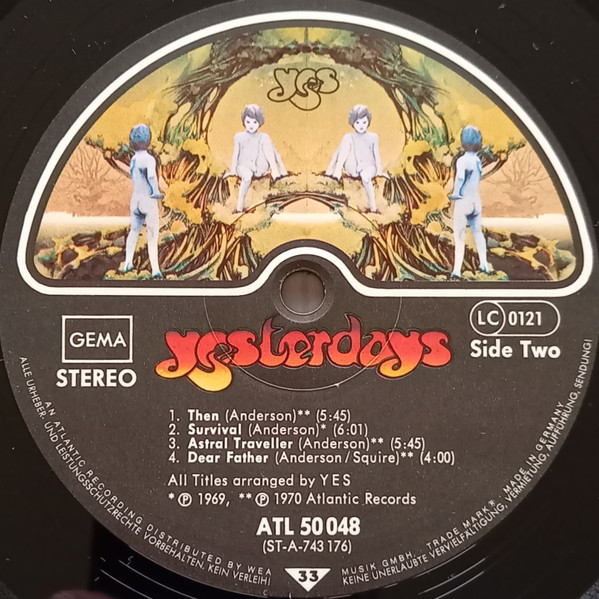 yes
GEMA
STEREO
yesterdays
LC 0121
Side Two
1. Then (Anderson)** (5:45)
2. Survival (Anderson)* (6:01)
3. Astral Traveller (Anderson)** (5:45)
4. Dear Father (Anderson/Squire)** (4:00)
All Titles arranged by YES
* ℗ 1969, ** ℗ 1970 Atlantic Records
ATL 50 048
(ST-A-743 176)
33
AN ATLANTIC RECORDING DISTRIBUTED BY WEA MUSIK GMBH. TRADE MARK® MADE IN GERMANY
ALLE URHEBER- UND LEISTUNGSSCHUTZRECHTE VORBEHALTEN. KEIN VERLEIH! KEINE UNERLAUBTE VERVIELFÄLTIGUNG, VERMIETUNG, AUFFÜHRUNG, SENDUNG!